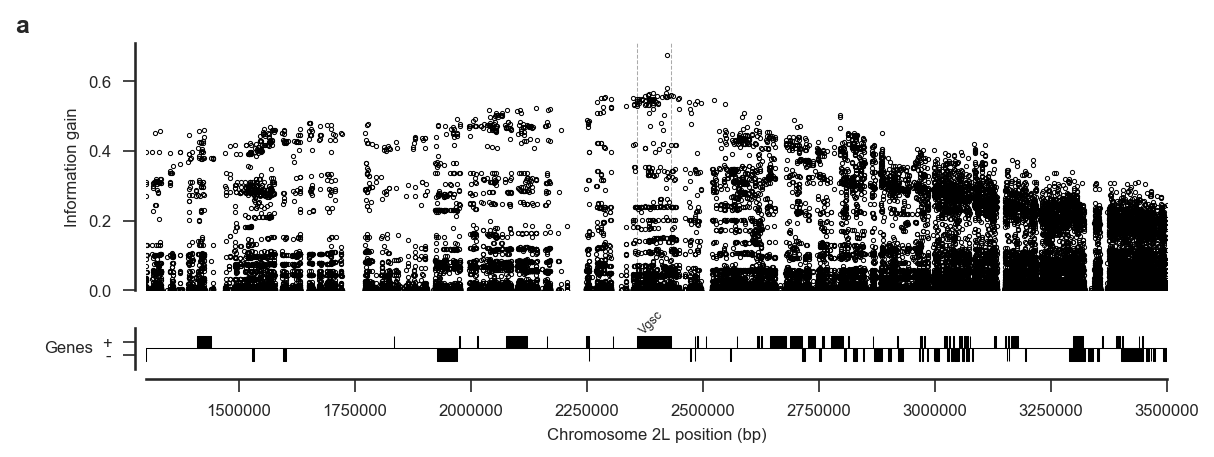 a
0.6
0.4
0.2
0.0
Information gain
Vgsc
Genes + -
1500000 1750000 2000000 2250000 2500000 2750000 3000000 3250000 3500000
Chromosome 2L position (bp)